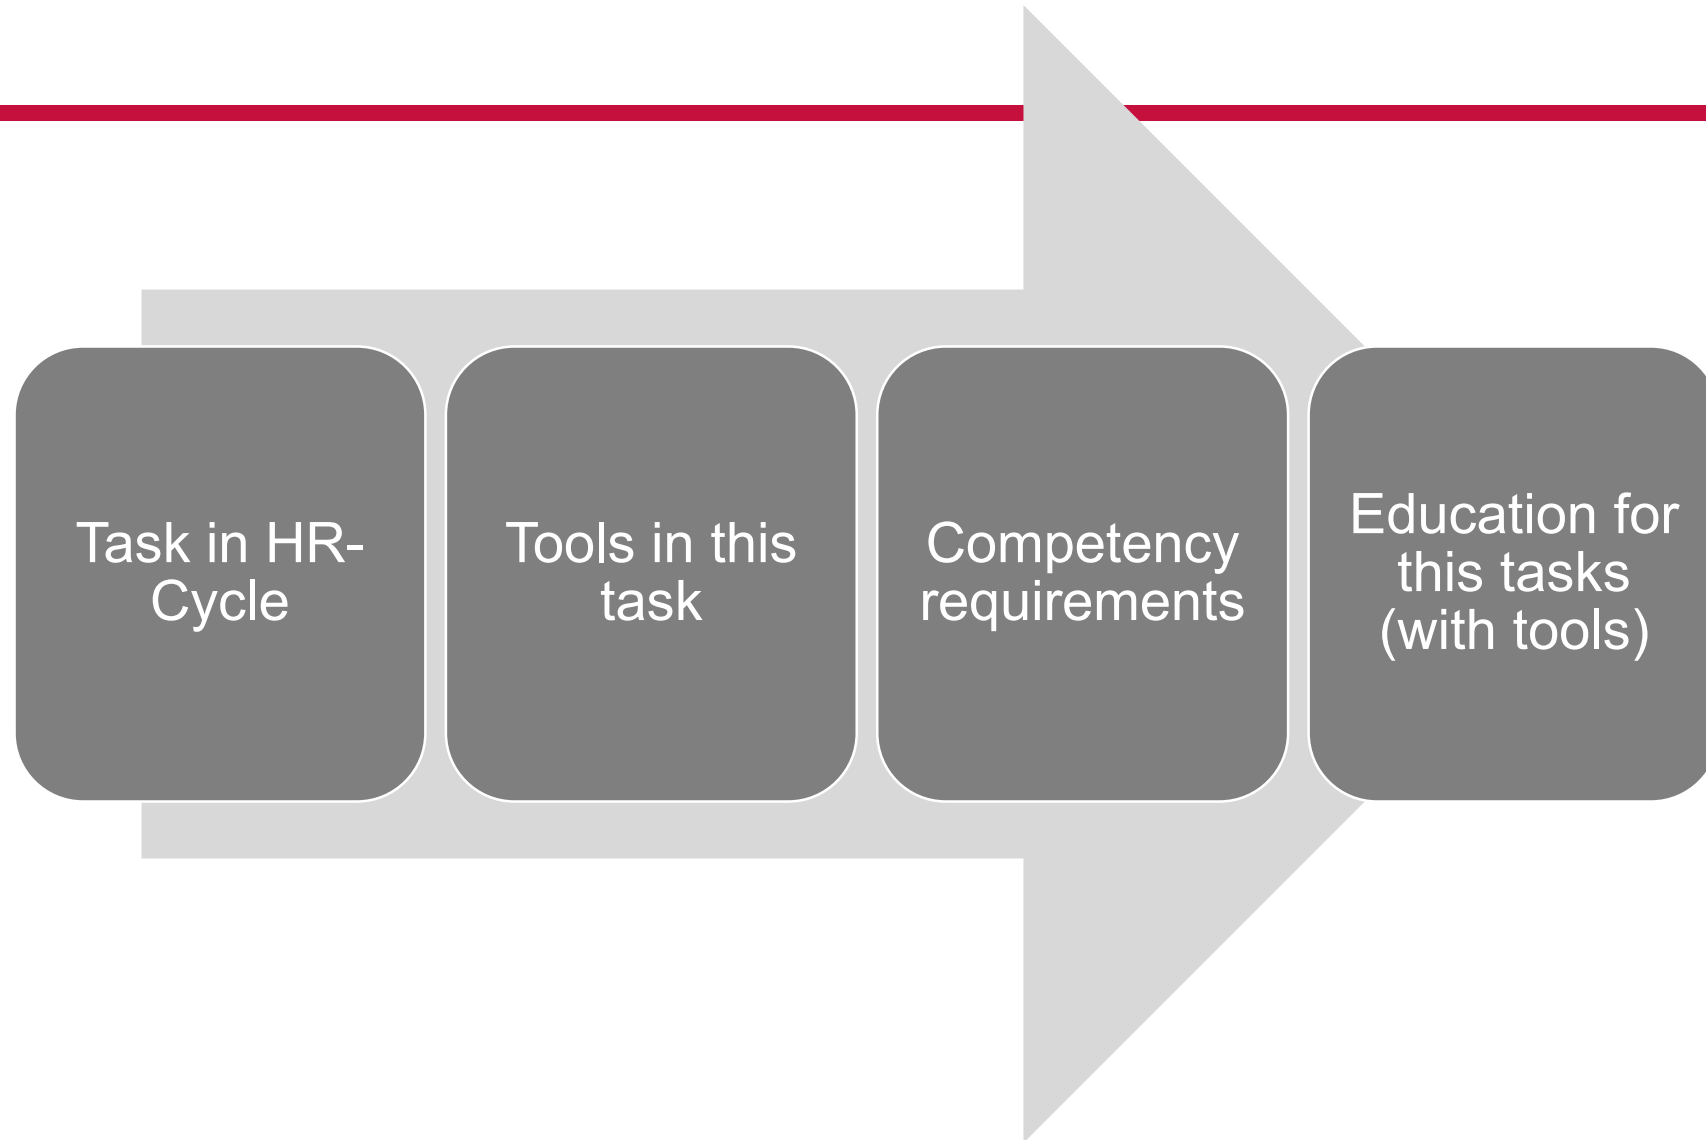 Task in HR-
Cycle
Tools in this
task
Competency
requirements
Education for
this tasks
(with tools)